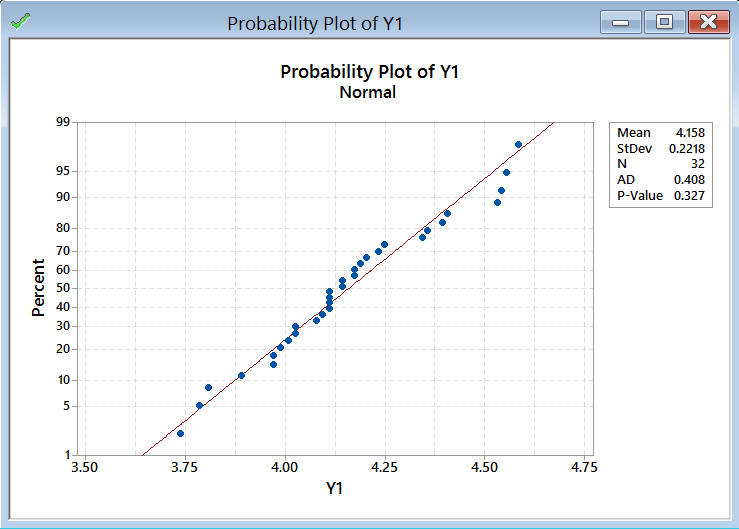 Probability Plot of Y1
Probability Plot of Y1
Normal
99
95
90
80
70
60
50
40
30
20
10
5
1
Percent
3.50 3.75 4.00 4.25 4.50 4.75
Y1
Mean 4.158
StDev 0.2218
N 32
AD 0.408
P-Value 0.327